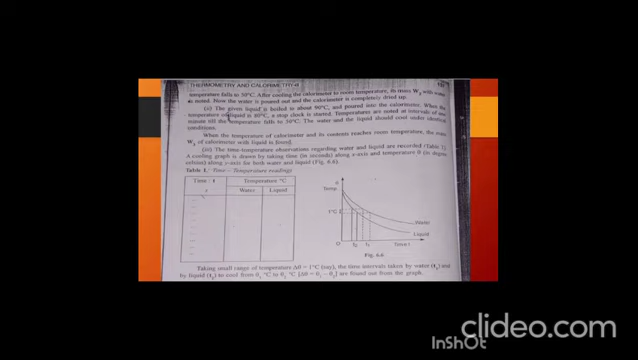 THERMOMETRY AND CALORIMETRY
temperature falls to 50°C. After cooling the calorimeter to room temperature, its mass W₂ with water
is noted. Now the water is poured out and the calorimeter is completely dried up.
(ii) The given liquid is boiled to about 90°C, and poured into the calorimeter. When the
temperature of liquid is 80°C, a stop clock is started. Temperatures are noted at intervals of one
minute till the temperature falls to 50°C. The water and the liquid should cool under identical
conditions.
When the temperature of calorimeter and its contents reaches room temperature, the mass
W₃ of calorimeter with liquid is found.
(iii) The time-temperature observations regarding water and liquid are recorded (Table 1).
A cooling graph is drawn by taking time (in seconds) along x-axis and temperature θ (in degree
celsius) along y-axis for both water and liquid (Fig. 6.6).
Table 1. Time – Temperature readings
Time : t
Temperature °C
Water
Liquid
θ
Temp.
1°C
Water
Liquid
O
t₂
t₁
Time t
Fig. 6.6
Taking small range of temperature Δθ = 1°C (say), the time intervals taken by water (t₁) and
by liquid (t₂) to cool from θ₁ °C to θ₂ °C [Δθ = θ₁ – θ₂] are found out from the graph.
clideo.com
InShOt